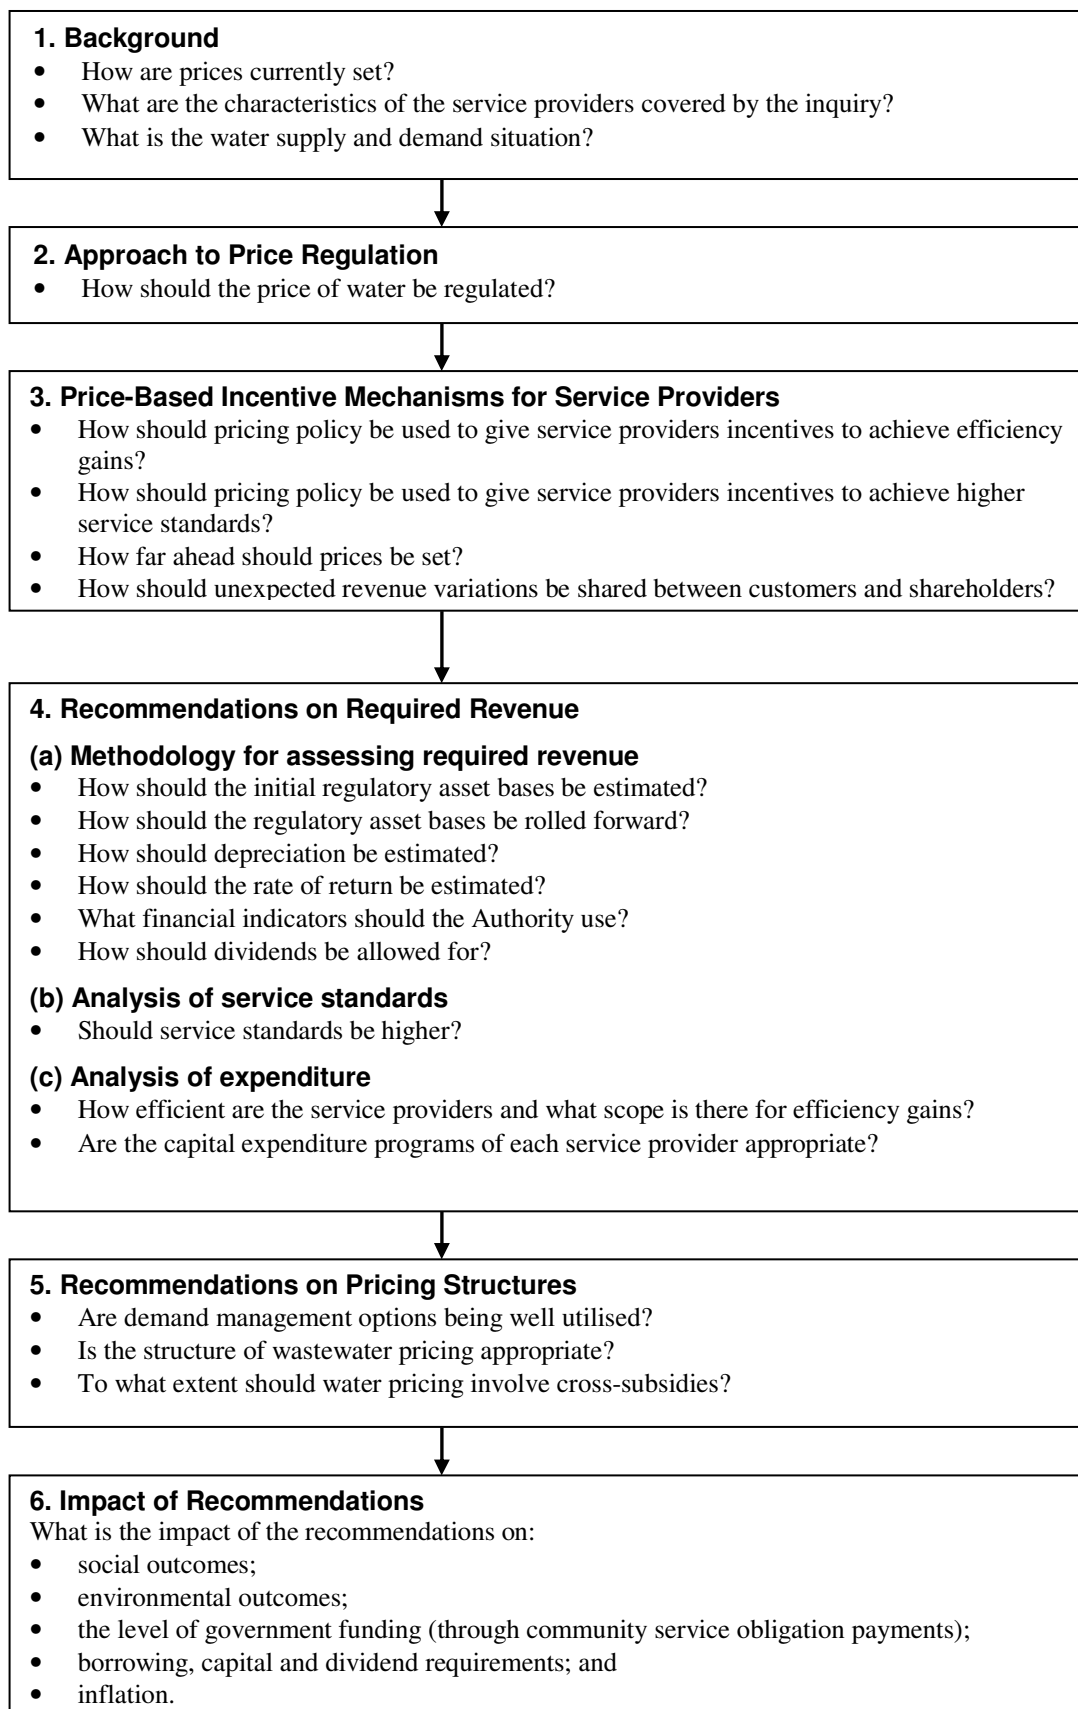 1. Background
• How are prices currently set?
• What are the characteristics of the service providers covered by the inquiry?
• What is the water supply and demand situation?
2. Approach to Price Regulation
• How should the price of water be regulated?
3. Price-Based Incentive Mechanisms for Service Providers
• How should pricing policy be used to give service providers incentives to achieve efficiency
gains?
• How should pricing policy be used to give service providers incentives to achieve higher
service standards?
• How far ahead should prices be set?
• How should unexpected revenue variations be shared between customers and shareholders?
4. Recommendations on Required Revenue
(a) Methodology for assessing required revenue
• How should the initial regulatory asset bases be estimated?
• How should the regulatory asset bases be rolled forward?
• How should depreciation be estimated?
• How should the rate of return be estimated?
• What financial indicators should the Authority use?
• How should dividends be allowed for?
(b) Analysis of service standards
• Should service standards be higher?
(c) Analysis of expenditure
• How efficient are the service providers and what scope is there for efficiency gains?
• Are the capital expenditure programs of each service provider appropriate?
5. Recommendations on Pricing Structures
• Are demand management options being well utilised?
• Is the structure of wastewater pricing appropriate?
• To what extent should water pricing involve cross-subsidies?
6. Impact of Recommendations
What is the impact of the recommendations on:
• social outcomes;
• environmental outcomes;
• the level of government funding (through community service obligation payments);
• borrowing, capital and dividend requirements; and
• inflation.